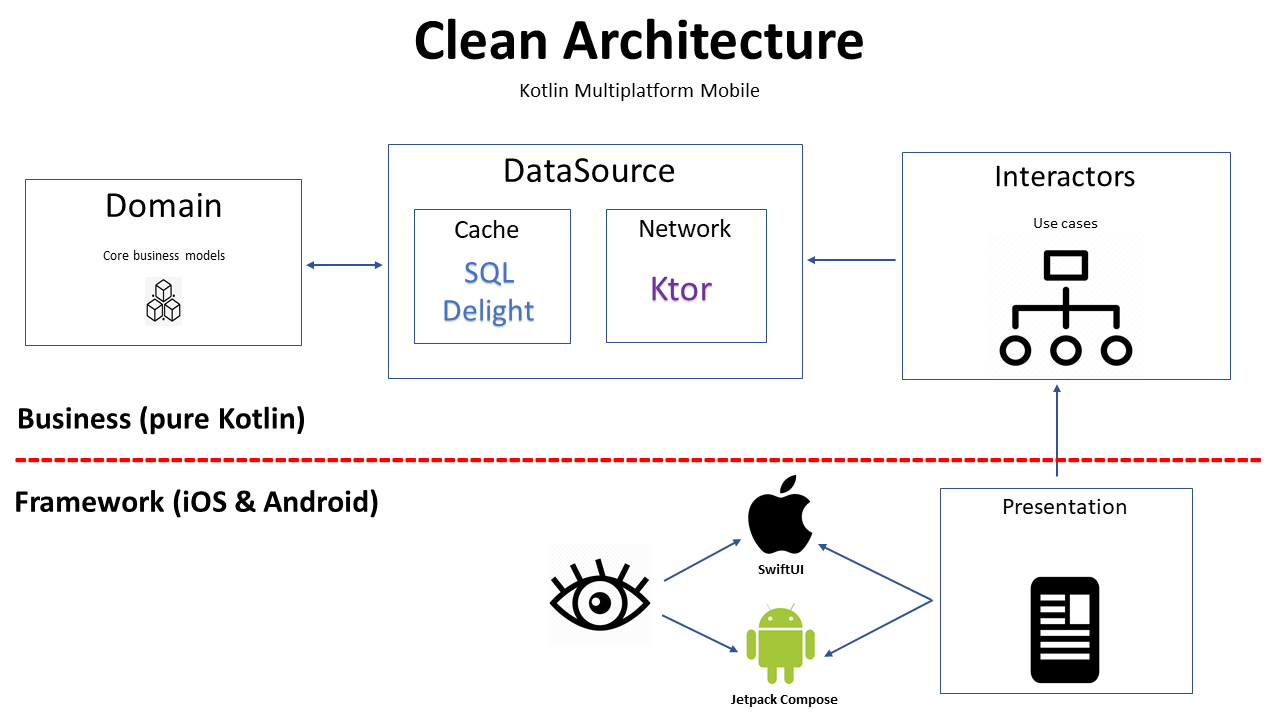 Clean Architecture
Kotlin Multiplatform Mobile
Domain
Core business models
DataSource
Cache
SQL
Delight
Network
Ktor
Interactors
Use cases
Business (pure Kotlin)
Framework (iOS & Android)
SwiftUI
Jetpack Compose
Presentation